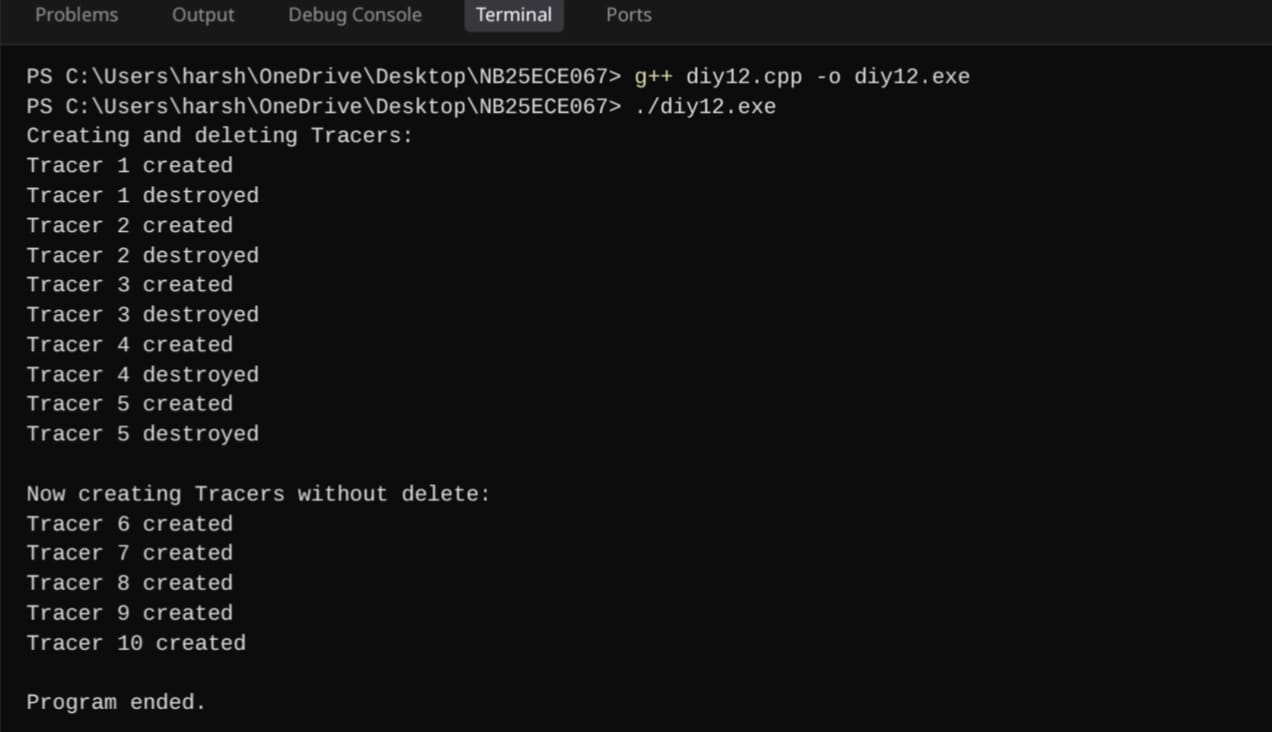 Problems Output Debug Console Terminal Ports
PS C:\Users\harsh\OneDrive\Desktop\NB25ECE067> g++ diy12.cpp -o diy12.exe
PS C:\Users\harsh\OneDrive\Desktop\NB25ECE067> ./diy12.exe
Creating and deleting Tracers:
Tracer 1 created
Tracer 1 destroyed
Tracer 2 created
Tracer 2 destroyed
Tracer 3 created
Tracer 3 destroyed
Tracer 4 created
Tracer 4 destroyed
Tracer 5 created
Tracer 5 destroyed

Now creating Tracers without delete:
Tracer 6 created
Tracer 7 created
Tracer 8 created
Tracer 9 created
Tracer 10 created

Program ended.